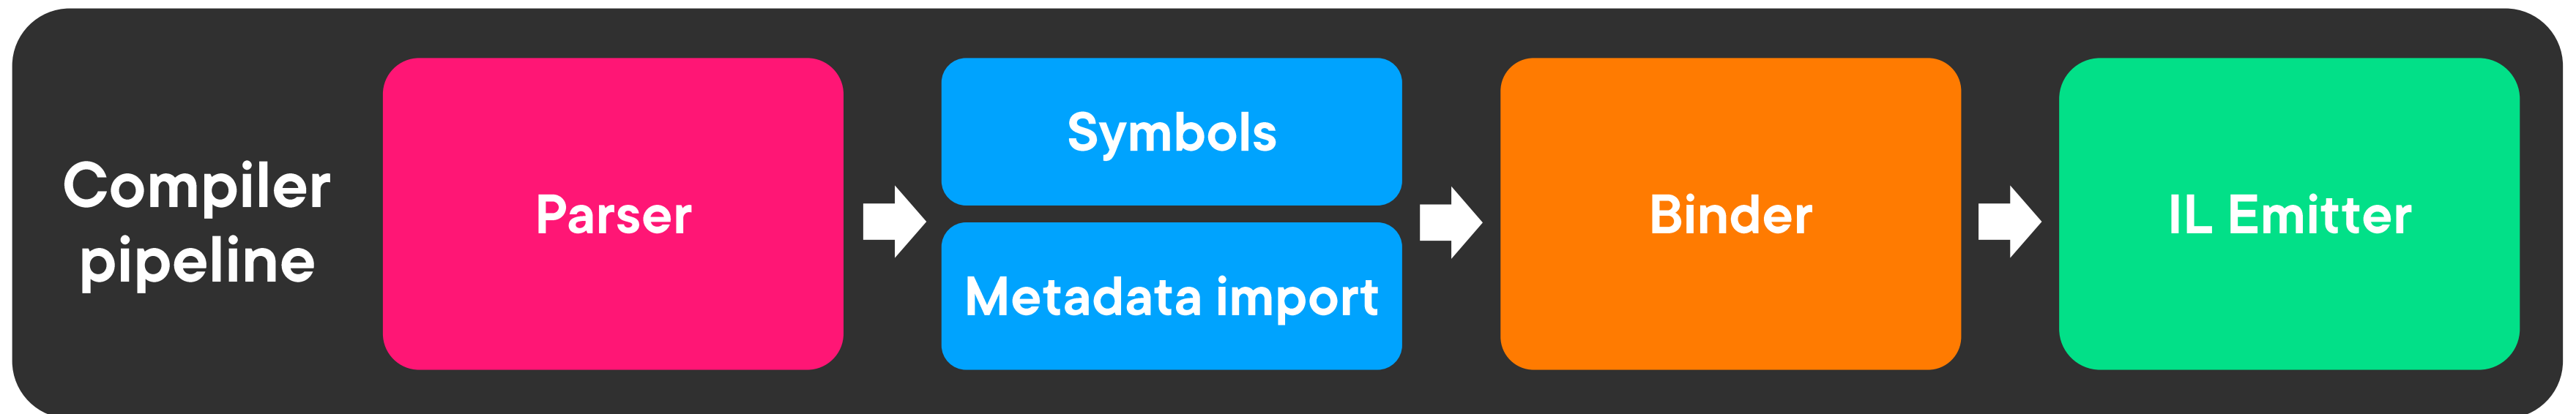 Compiler
pipeline
Parser
Symbols
Metadata import
Binder
IL Emitter